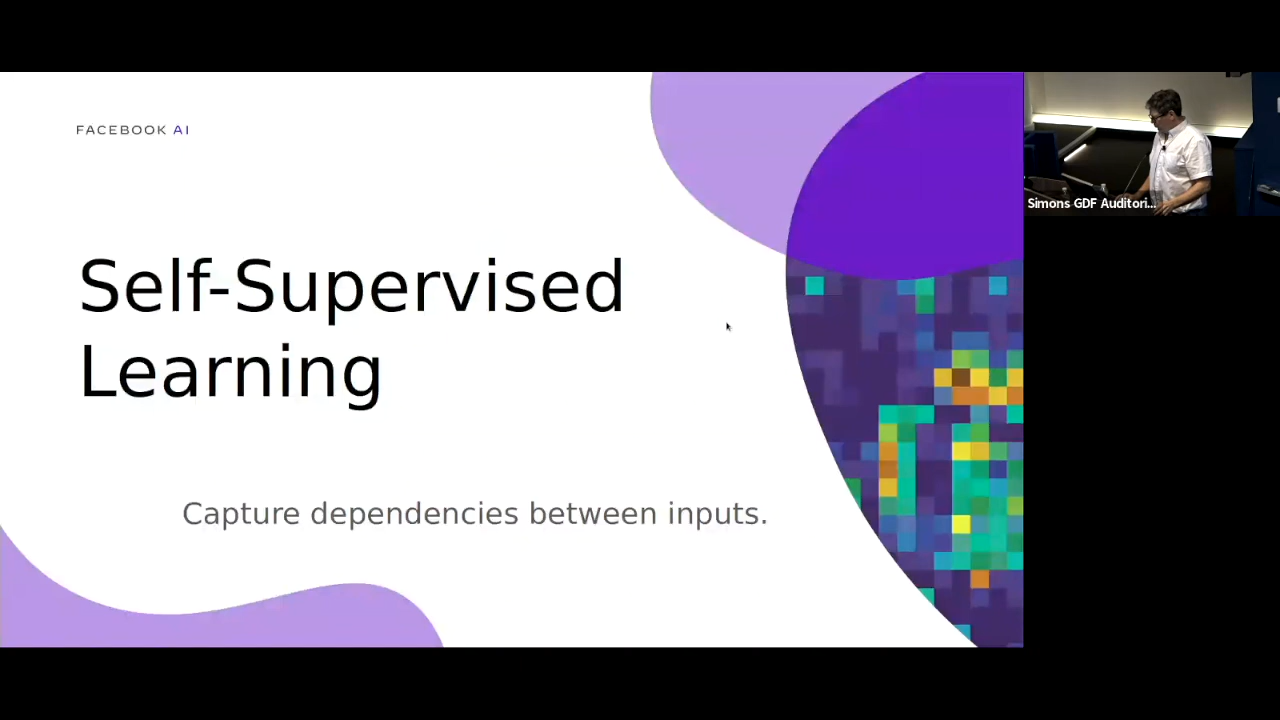 FACEBOOK AI
Self-Supervised
Learning
Capture dependencies between inputs.
Simons GDF Auditori...